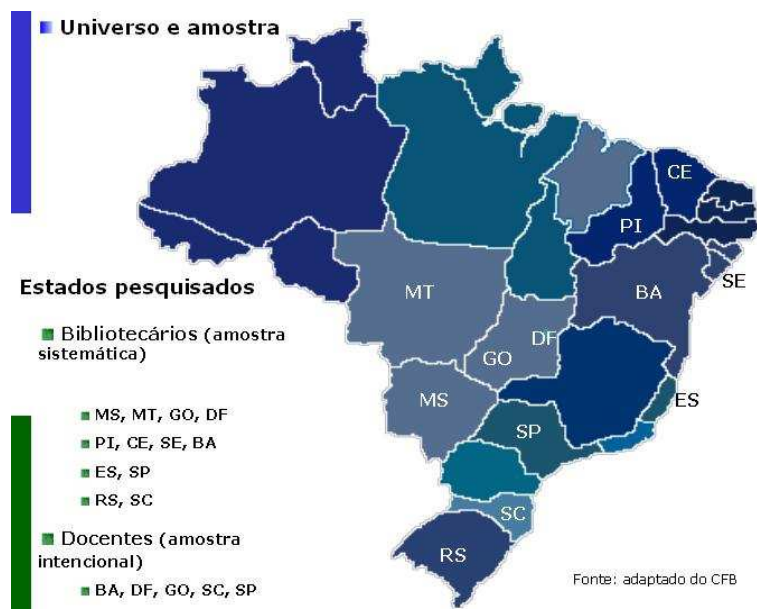 Universo e amostra
Estados pesquisados
Bibliotecários (amostra
sistemática)
MS, MT, GO, DF
PI, CE, SE, BA
ES, SP
RS, SC
Docentes (amostra
intencional)
BA, DF, GO, SC, SP
CE
PI
SE
MT
BA
DF
GO
MS
ES
SP
SC
RS
Fonte: adaptado do CFB